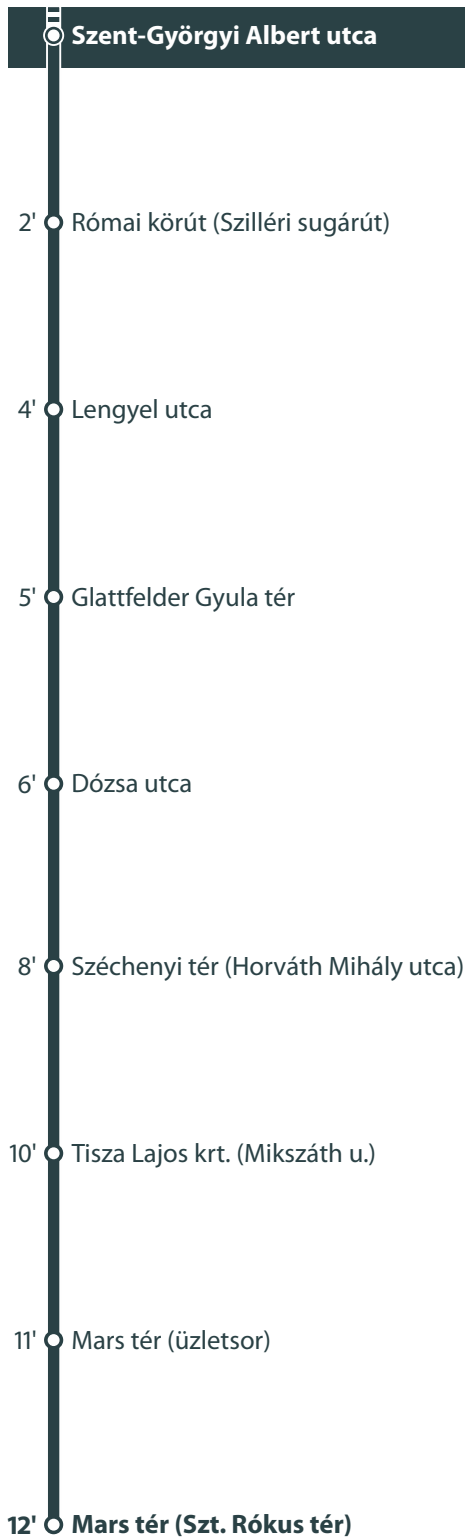 Szent-Györgyi Albert utca
2' Római körút (Szilléri sugárút)
4' Lengyel utca
5' Glattfelder Gyula tér
6' Dózsa utca
8' Széchenyi tér (Horváth Mihály utca)
10' Tisza Lajos krt. (Mikszáth u.)
11' Mars tér (üzletsor)
12' Mars tér (Szt. Rókus tér)